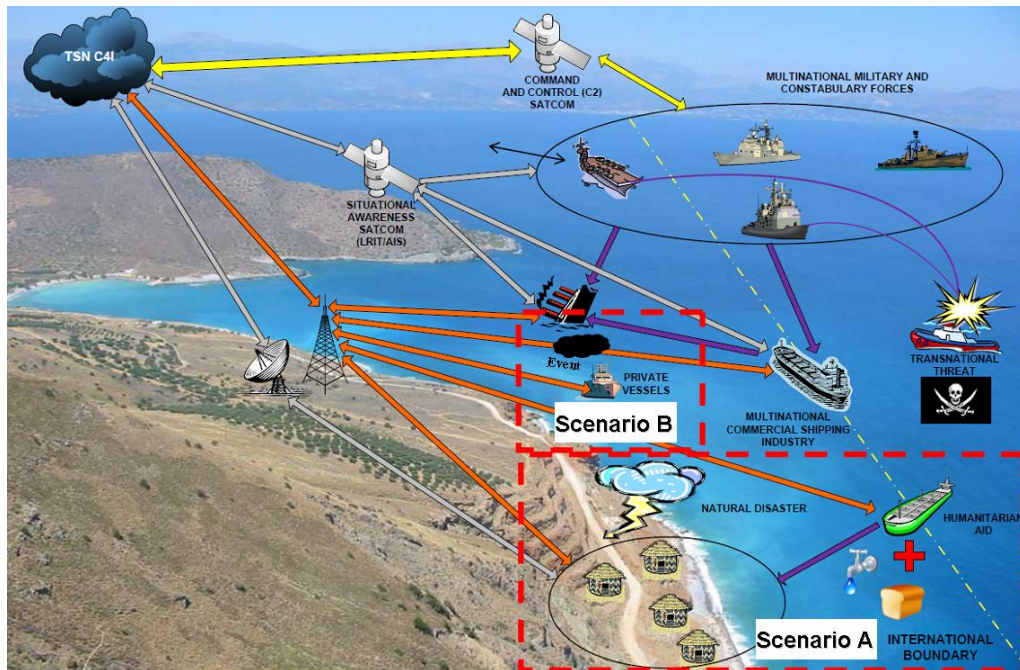 TSN C4I
COMMAND
AND CONTROL (C2)
SATCOM
MULTINATIONAL MILITARY AND
CONSTABULARY FORCES
SITUATIONAL
AWARENESS
SATCOM
(LRIT/AIS)
Event
PRIVATE
VESSELS
Scenario B
TRANSNATIONAL
THREAT
MULTINATIONAL
COMMERCIAL SHIPPING
INDUSTRY
NATURAL DISASTER
HUMANITARIAN
AID
Scenario A
INTERNATIONAL
BOUNDARY